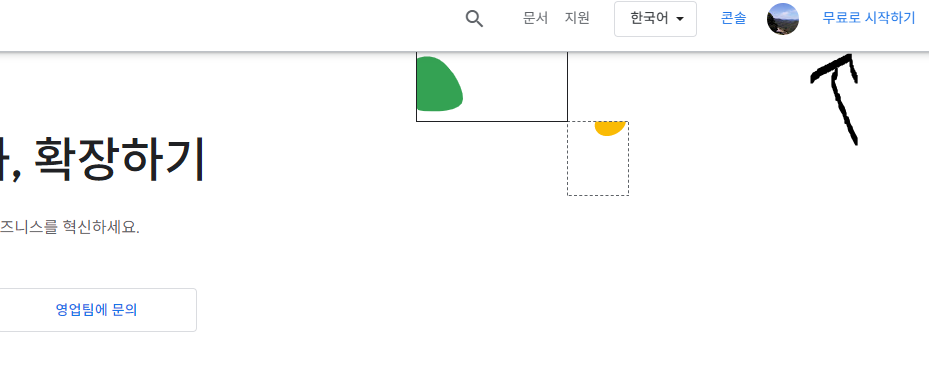 문서 지원 한국어 콘솔 무료로 시작하기
, 확장하기
즈니스를 혁신하세요.
영업팀에 문의